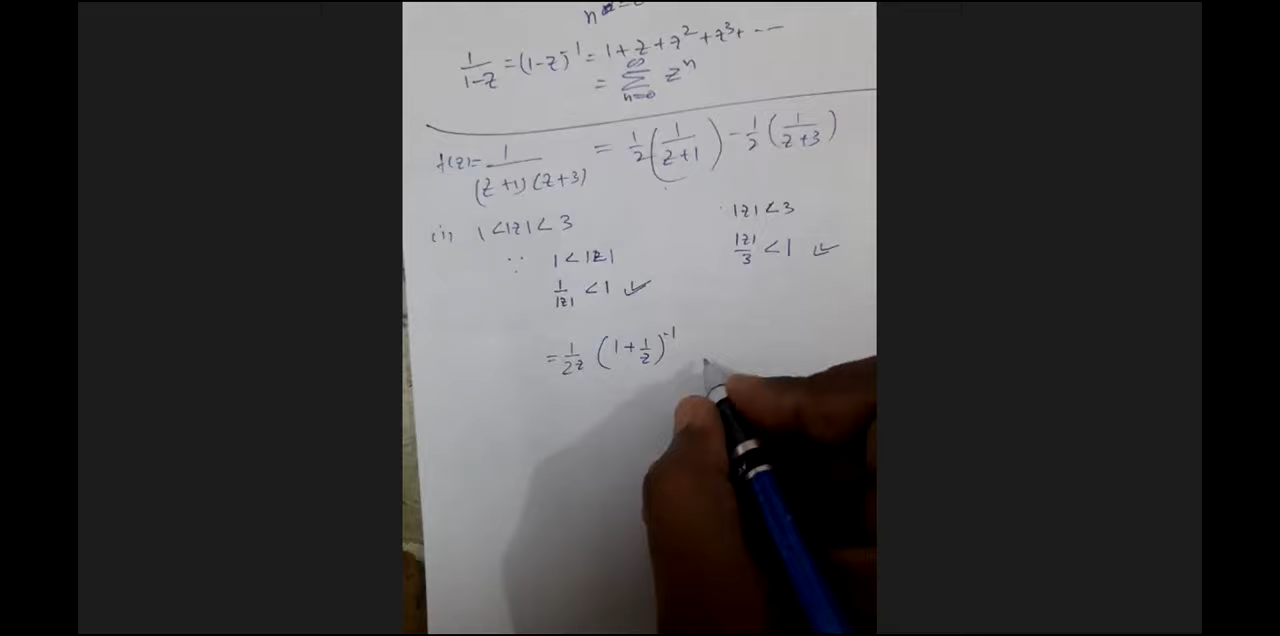 n = 0
1/(1-z) = (1-z)^-1 = 1 + z + z^2 + z^3 + ---
= ∑_{n=0}^{∞} z^n
f(z) = 1/((z+1)(z+3)) = 1/2 (1/(z+1)) - 1/2 (1/(z+3))
(i) 1 < |z| < 3
|z| < 3
∵ 1 < |z|
|z|/3 < 1 ✓
1/|z| < 1 ✓
= 1/2z (1 + 1/z)^-1